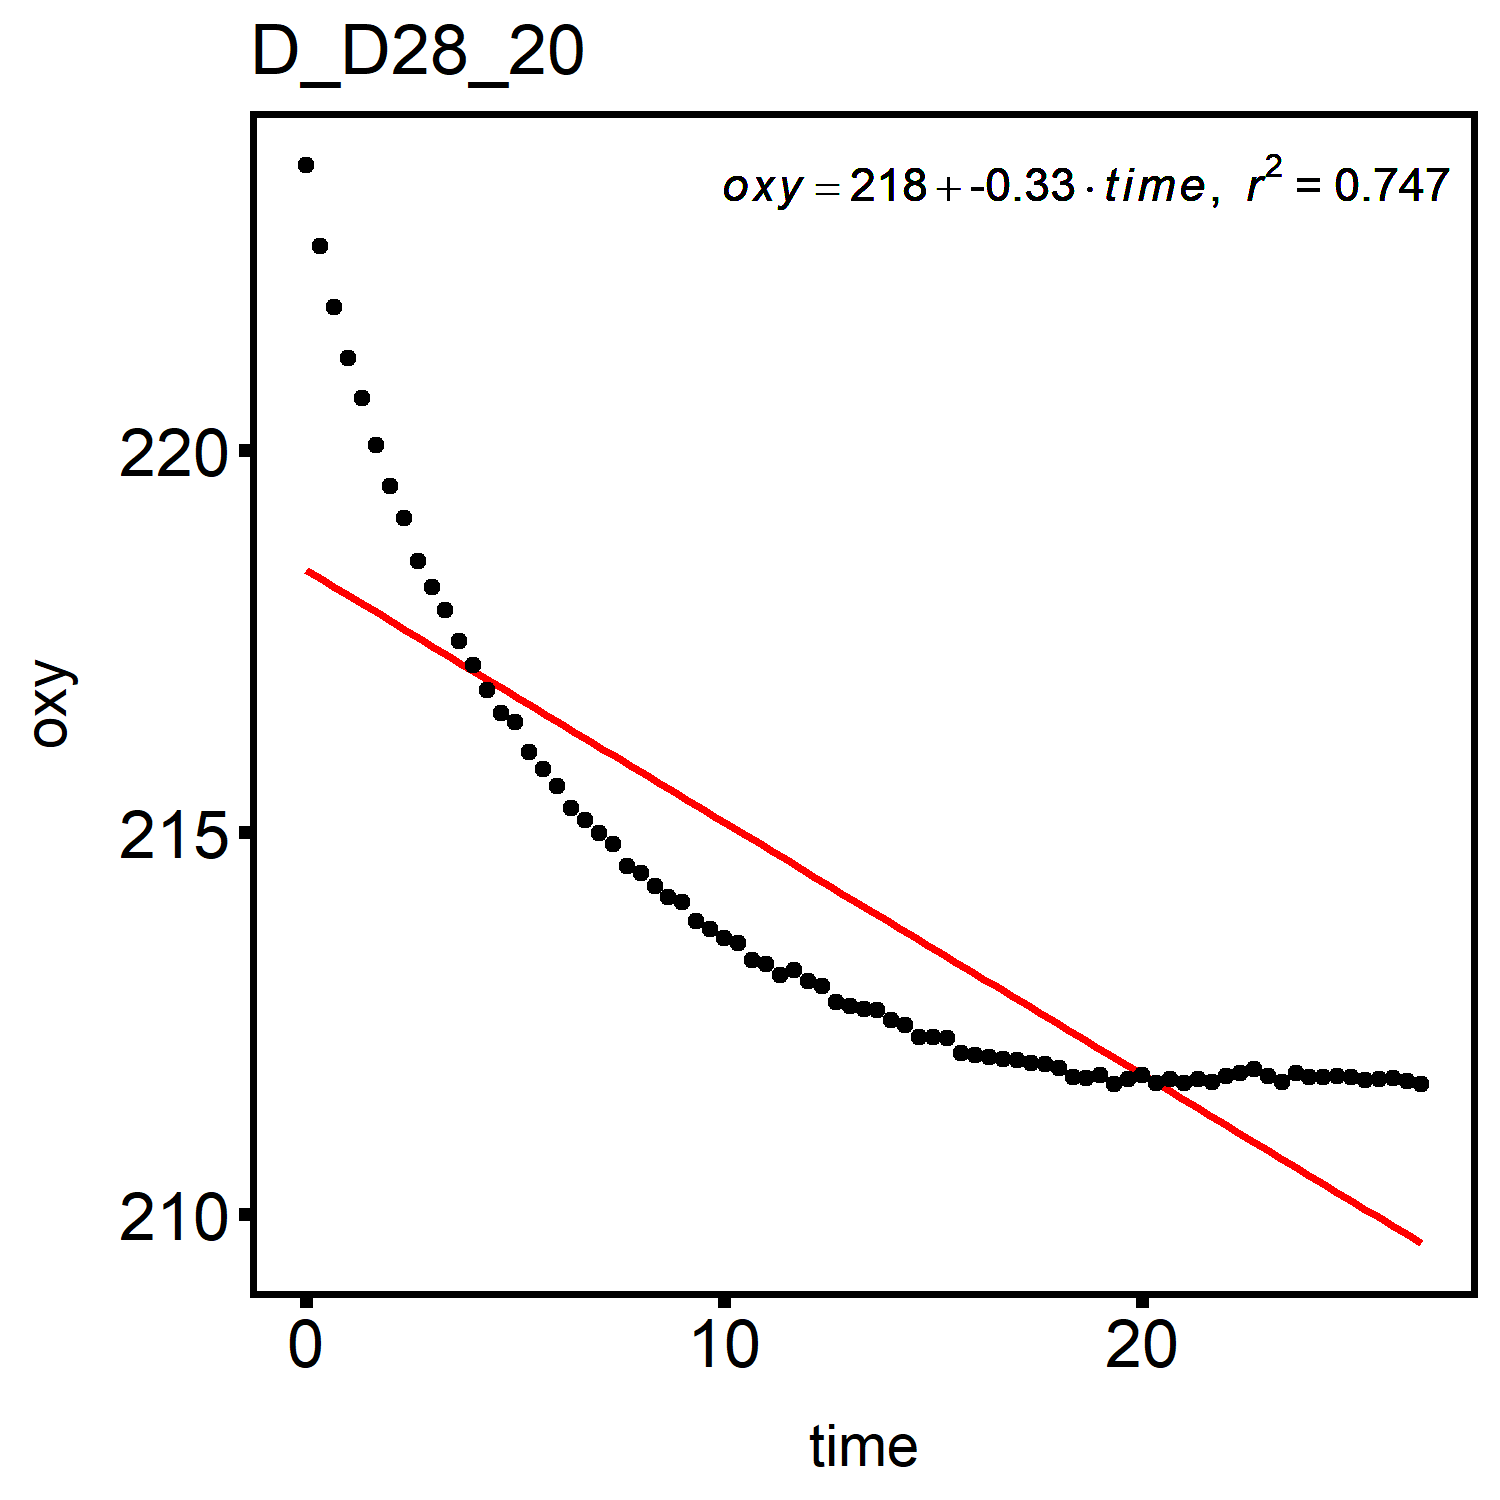 D_D28_20
oxy = 218 + -0.33 · time, r² = 0.747
220
215
210
oxy
0 10 20
time